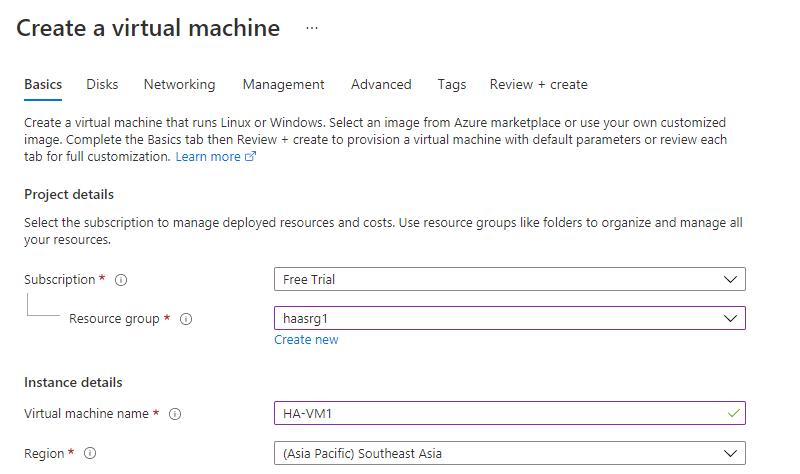 Create a virtual machine ...
Basics Disks Networking Management Advanced Tags Review + create
Create a virtual machine that runs Linux or Windows. Select an image from Azure marketplace or use your own customized
image. Complete the Basics tab then Review + create to provision a virtual machine with default parameters or review each
tab for full customization. Learn more
Project details
Select the subscription to manage deployed resources and costs. Use resource groups like folders to organize and manage all
your resources.
Subscription * Free Trial
Resource group * haasrg1
Create new
Instance details
Virtual machine name * HA-VM1
Region * (Asia Pacific) Southeast Asia